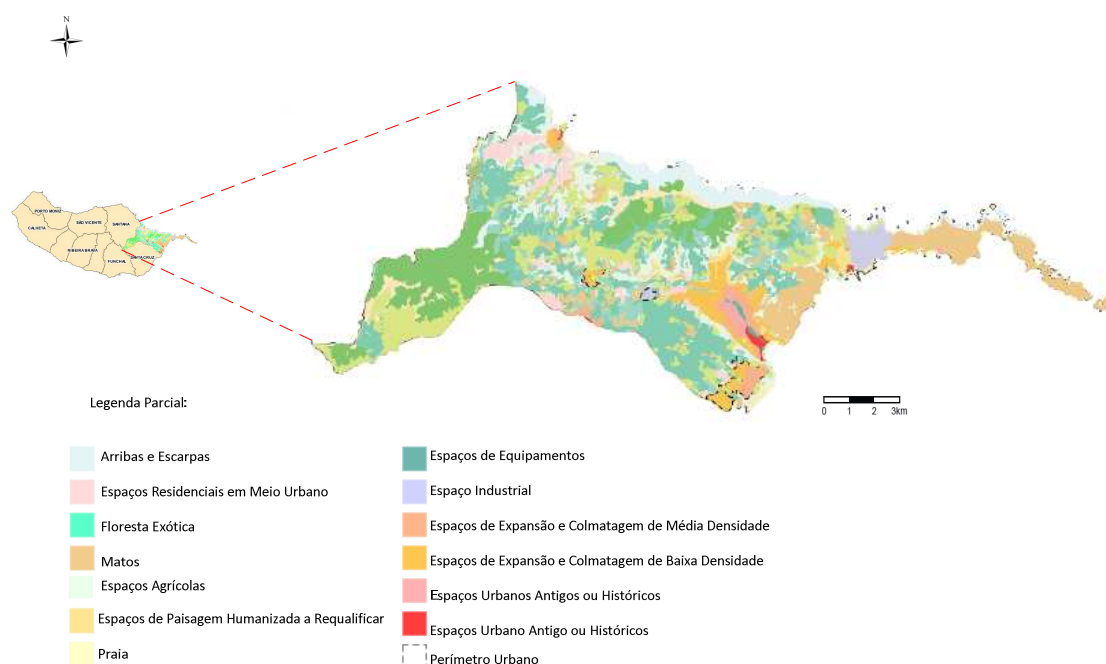 N
PORTO MONIZ
SÃO VICENTE
SANTANA
CALHETA
RIBEIRA BRAVA
FUNCHAL
SANTA CRUZ
0 1 2 3km
Legenda Parcial:
Arribas e Escarpas
Espaços Residenciais em Meio Urbano
Floresta Exótica
Matos
Espaços Agrícolas
Espaços de Paisagem Humanizada a Requalificar
Praia
Espaços de Equipamentos
Espaço Industrial
Espaços de Expansão e Colmatagem de Média Densidade
Espaços de Expansão e Colmatagem de Baixa Densidade
Espaços Urbanos Antigos ou Históricos
Espaços Urbano Antigo ou Históricos
Perímetro Urbano